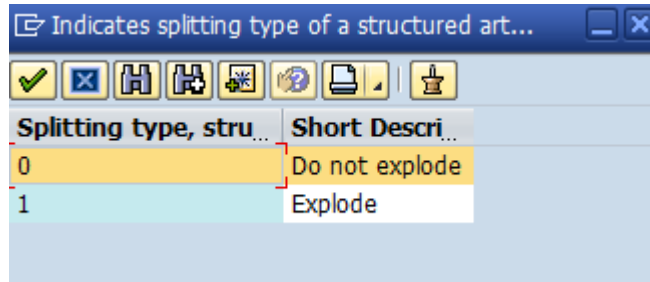 Indicates splitting type of a structured art...
Splitting type, stru... Short Descri...
0 Do not explode
1 Explode